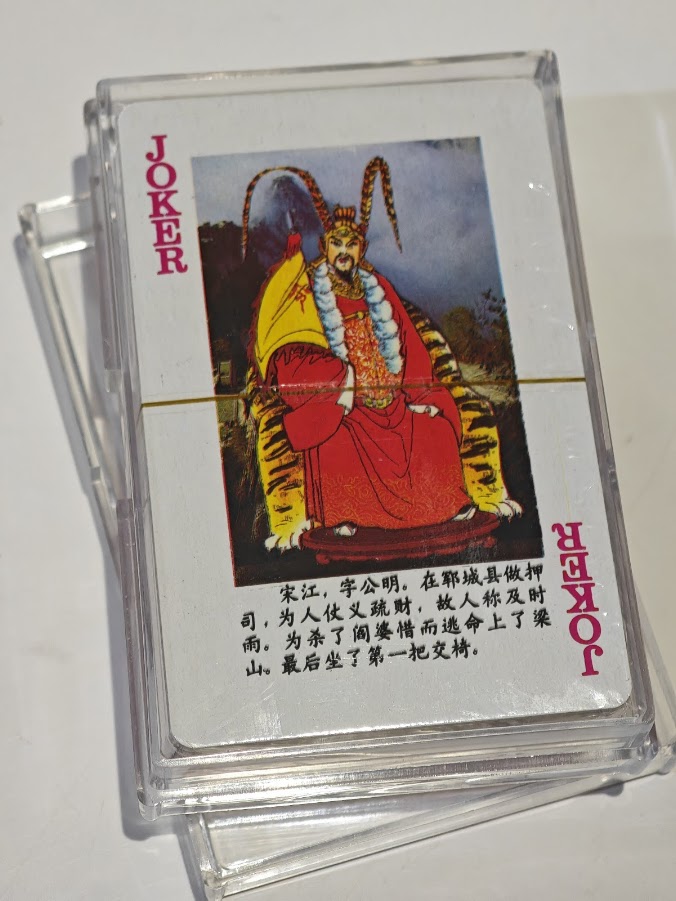 JOKER
宋江，字公明。在郓城县做押
司，为人仗义疏财，故人称及时
雨。为杀了阎婆惜而逃命上了梁
山。最后坐了第一把交椅。
JOKER